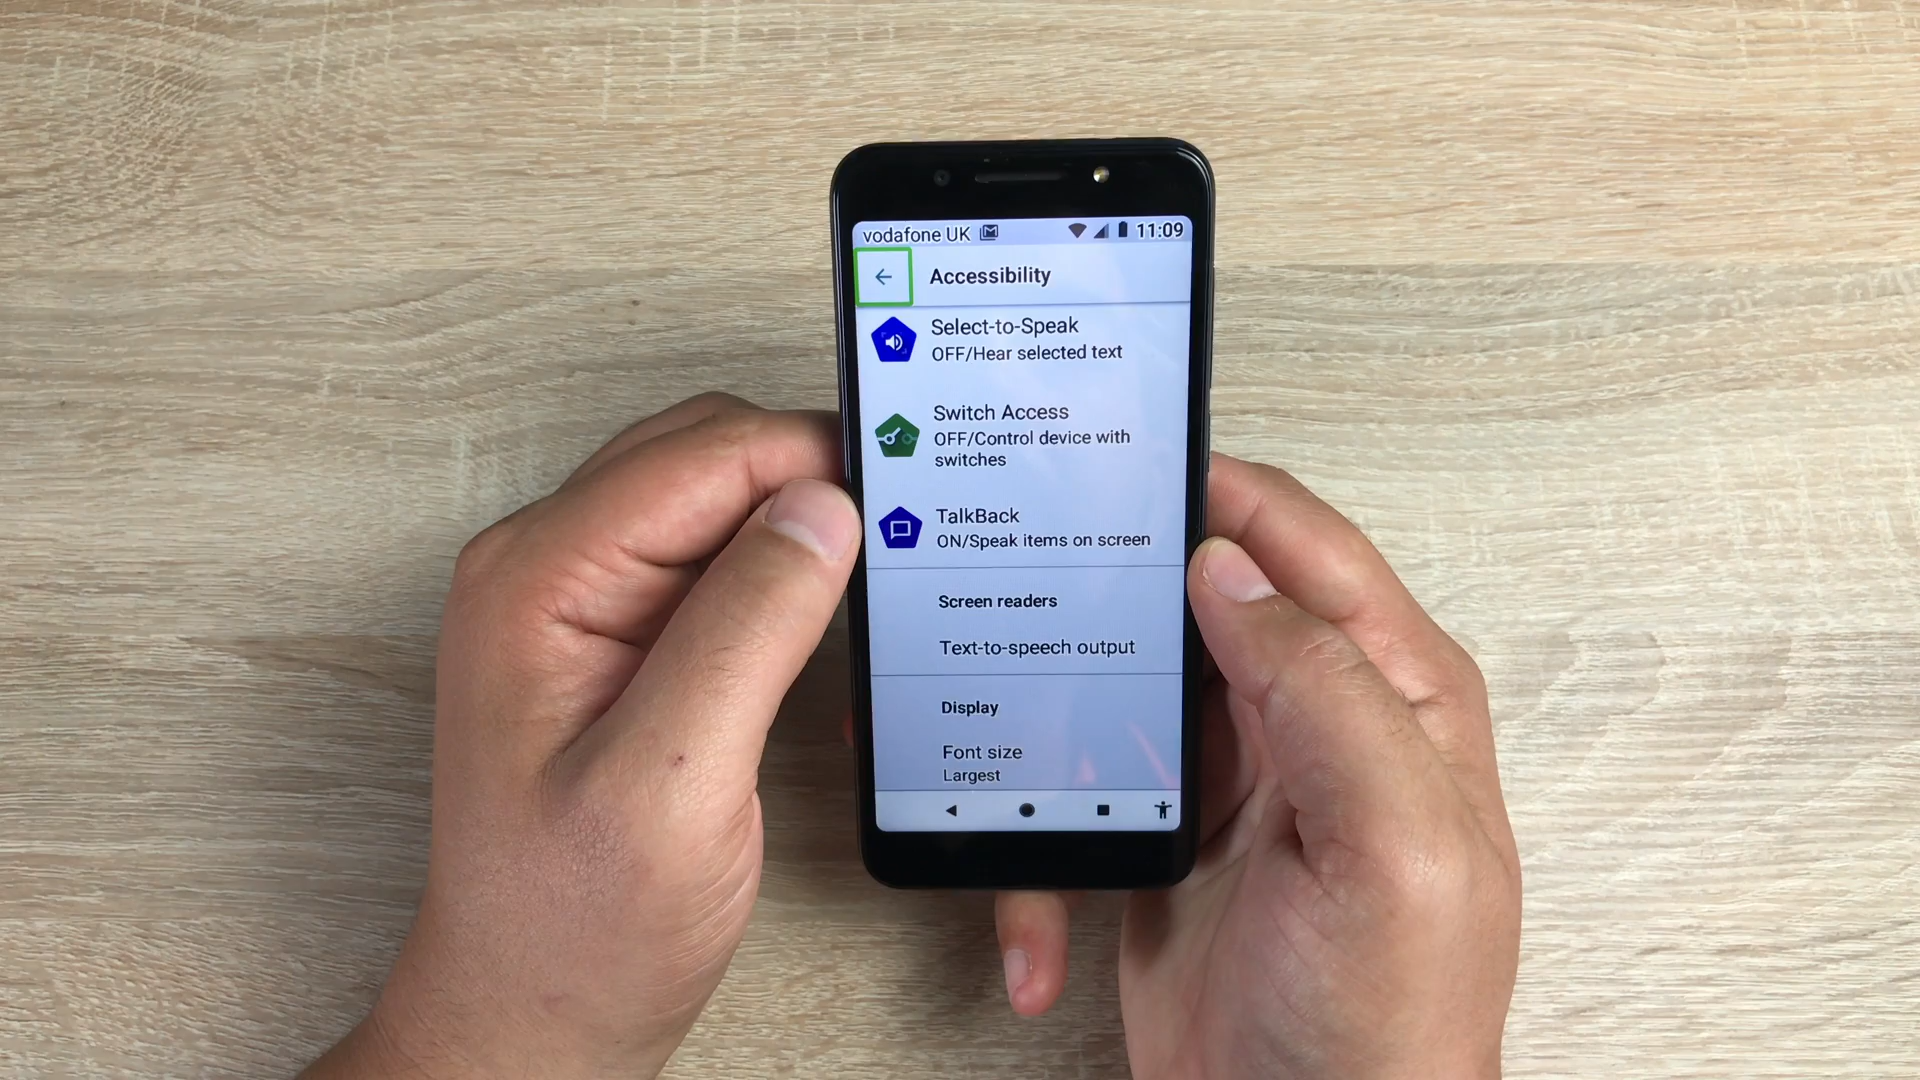 vodafone UK 11:09
Accessibility
Select-to-Speak
OFF/Hear selected text
Switch Access
OFF/Control device with
switches
TalkBack
ON/Speak items on screen
Screen readers
Text-to-speech output
Display
Font size
Largest